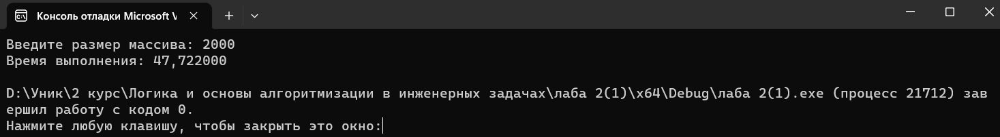 Консоль отладки Microsoft V
Введите размер массива: 2000
Время выполнения: 47,722000
D:\Уник\2 курс\Логика и основы алгоритмизации в инженерных задачах\лаба 2(1)\x64\Debug\лаба 2(1).exe (процесс 21712) зав
ершил работу с кодом 0.
Нажмите любую клавишу, чтобы закрыть это окно: